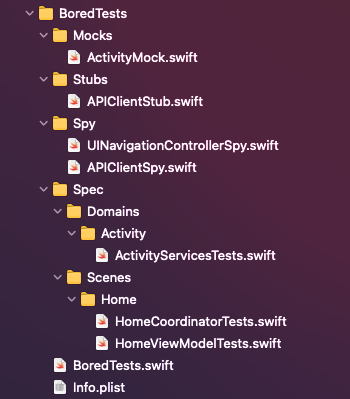 BoredTests
Mocks
ActivityMock.swift
Stubs
APIClientStub.swift
Spy
UINavigationControllerSpy.swift
APIClientSpy.swift
Spec
Domains
Activity
ActivityServicesTests.swift
Scenes
Home
HomeCoordinatorTests.swift
HomeViewModelTests.swift
BoredTests.swift
Info.plist